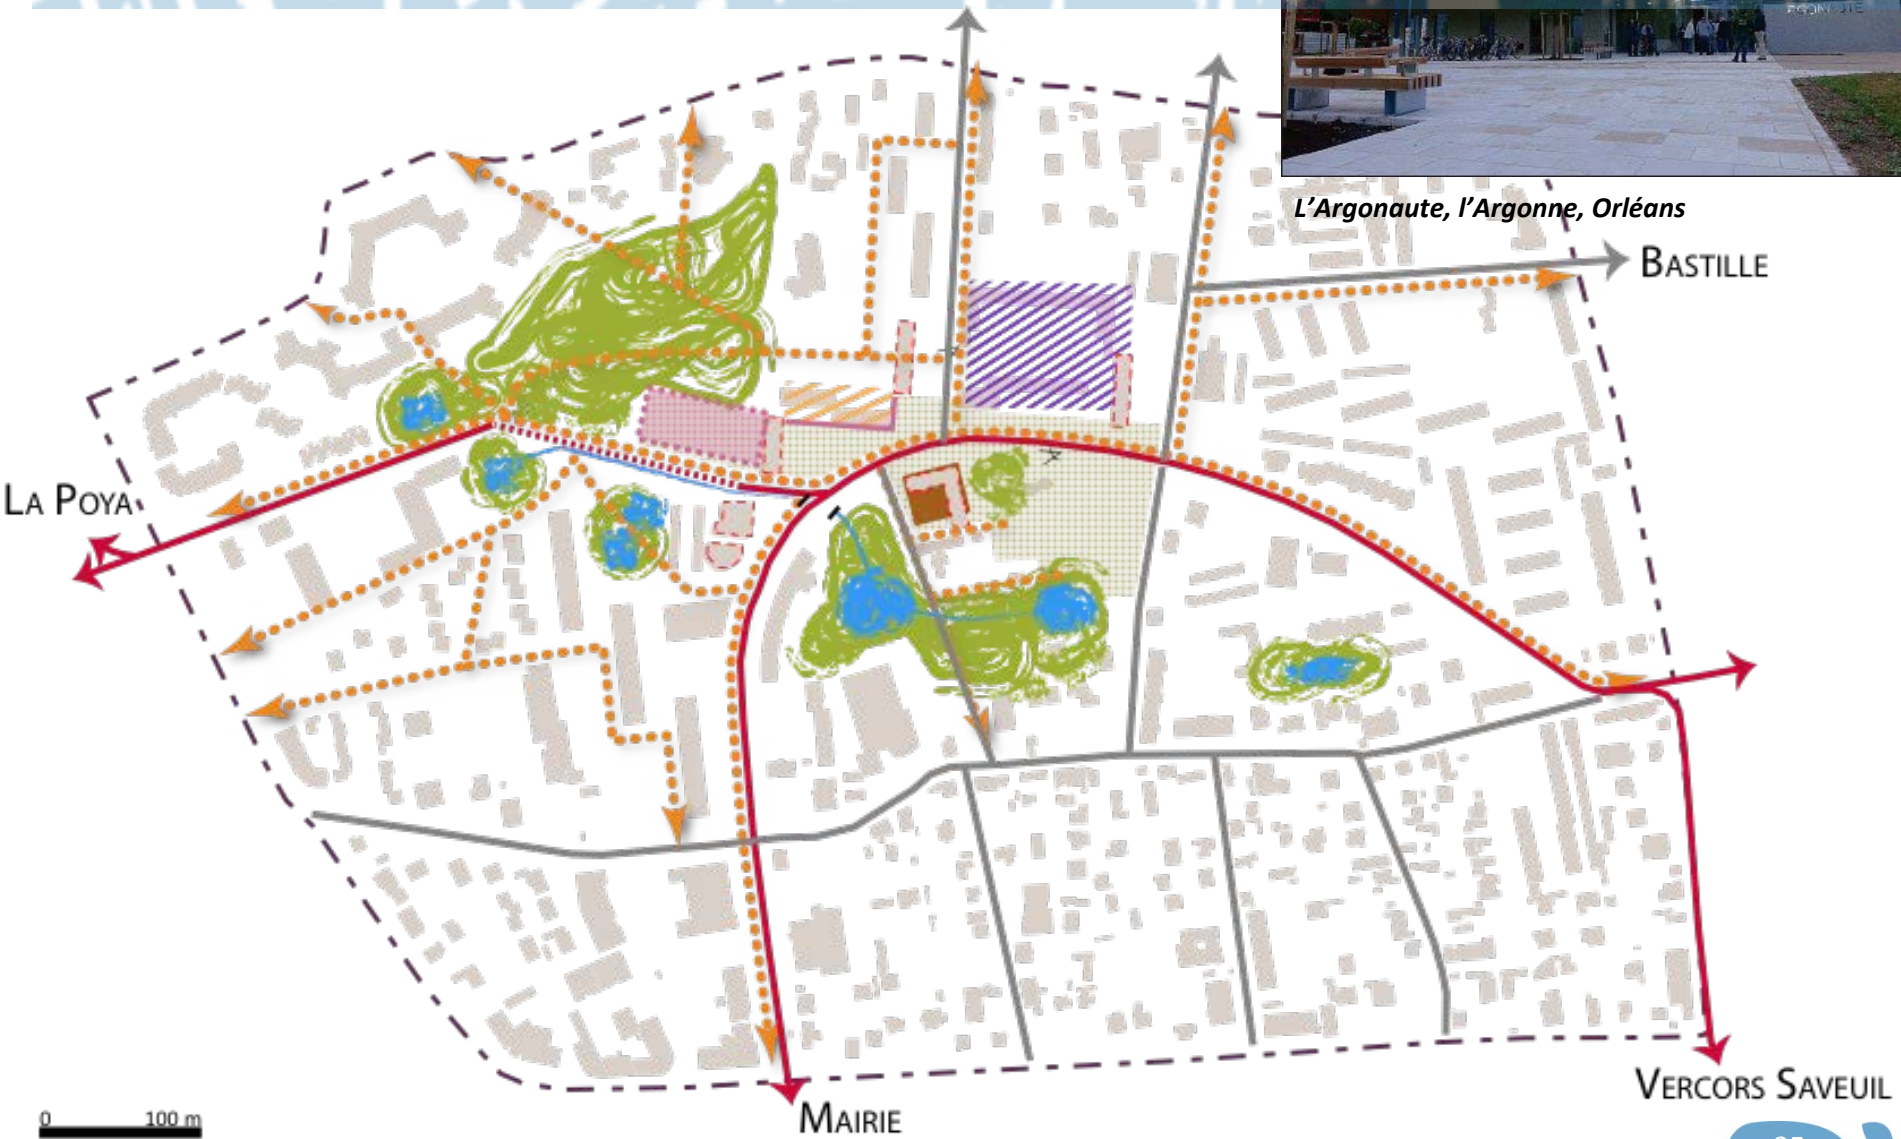 L'Argonaute, l'Argonne, Orléans
BASTILLE
LA POYA
VERCORS SAVEUIL
MAIRIE
0 100 m